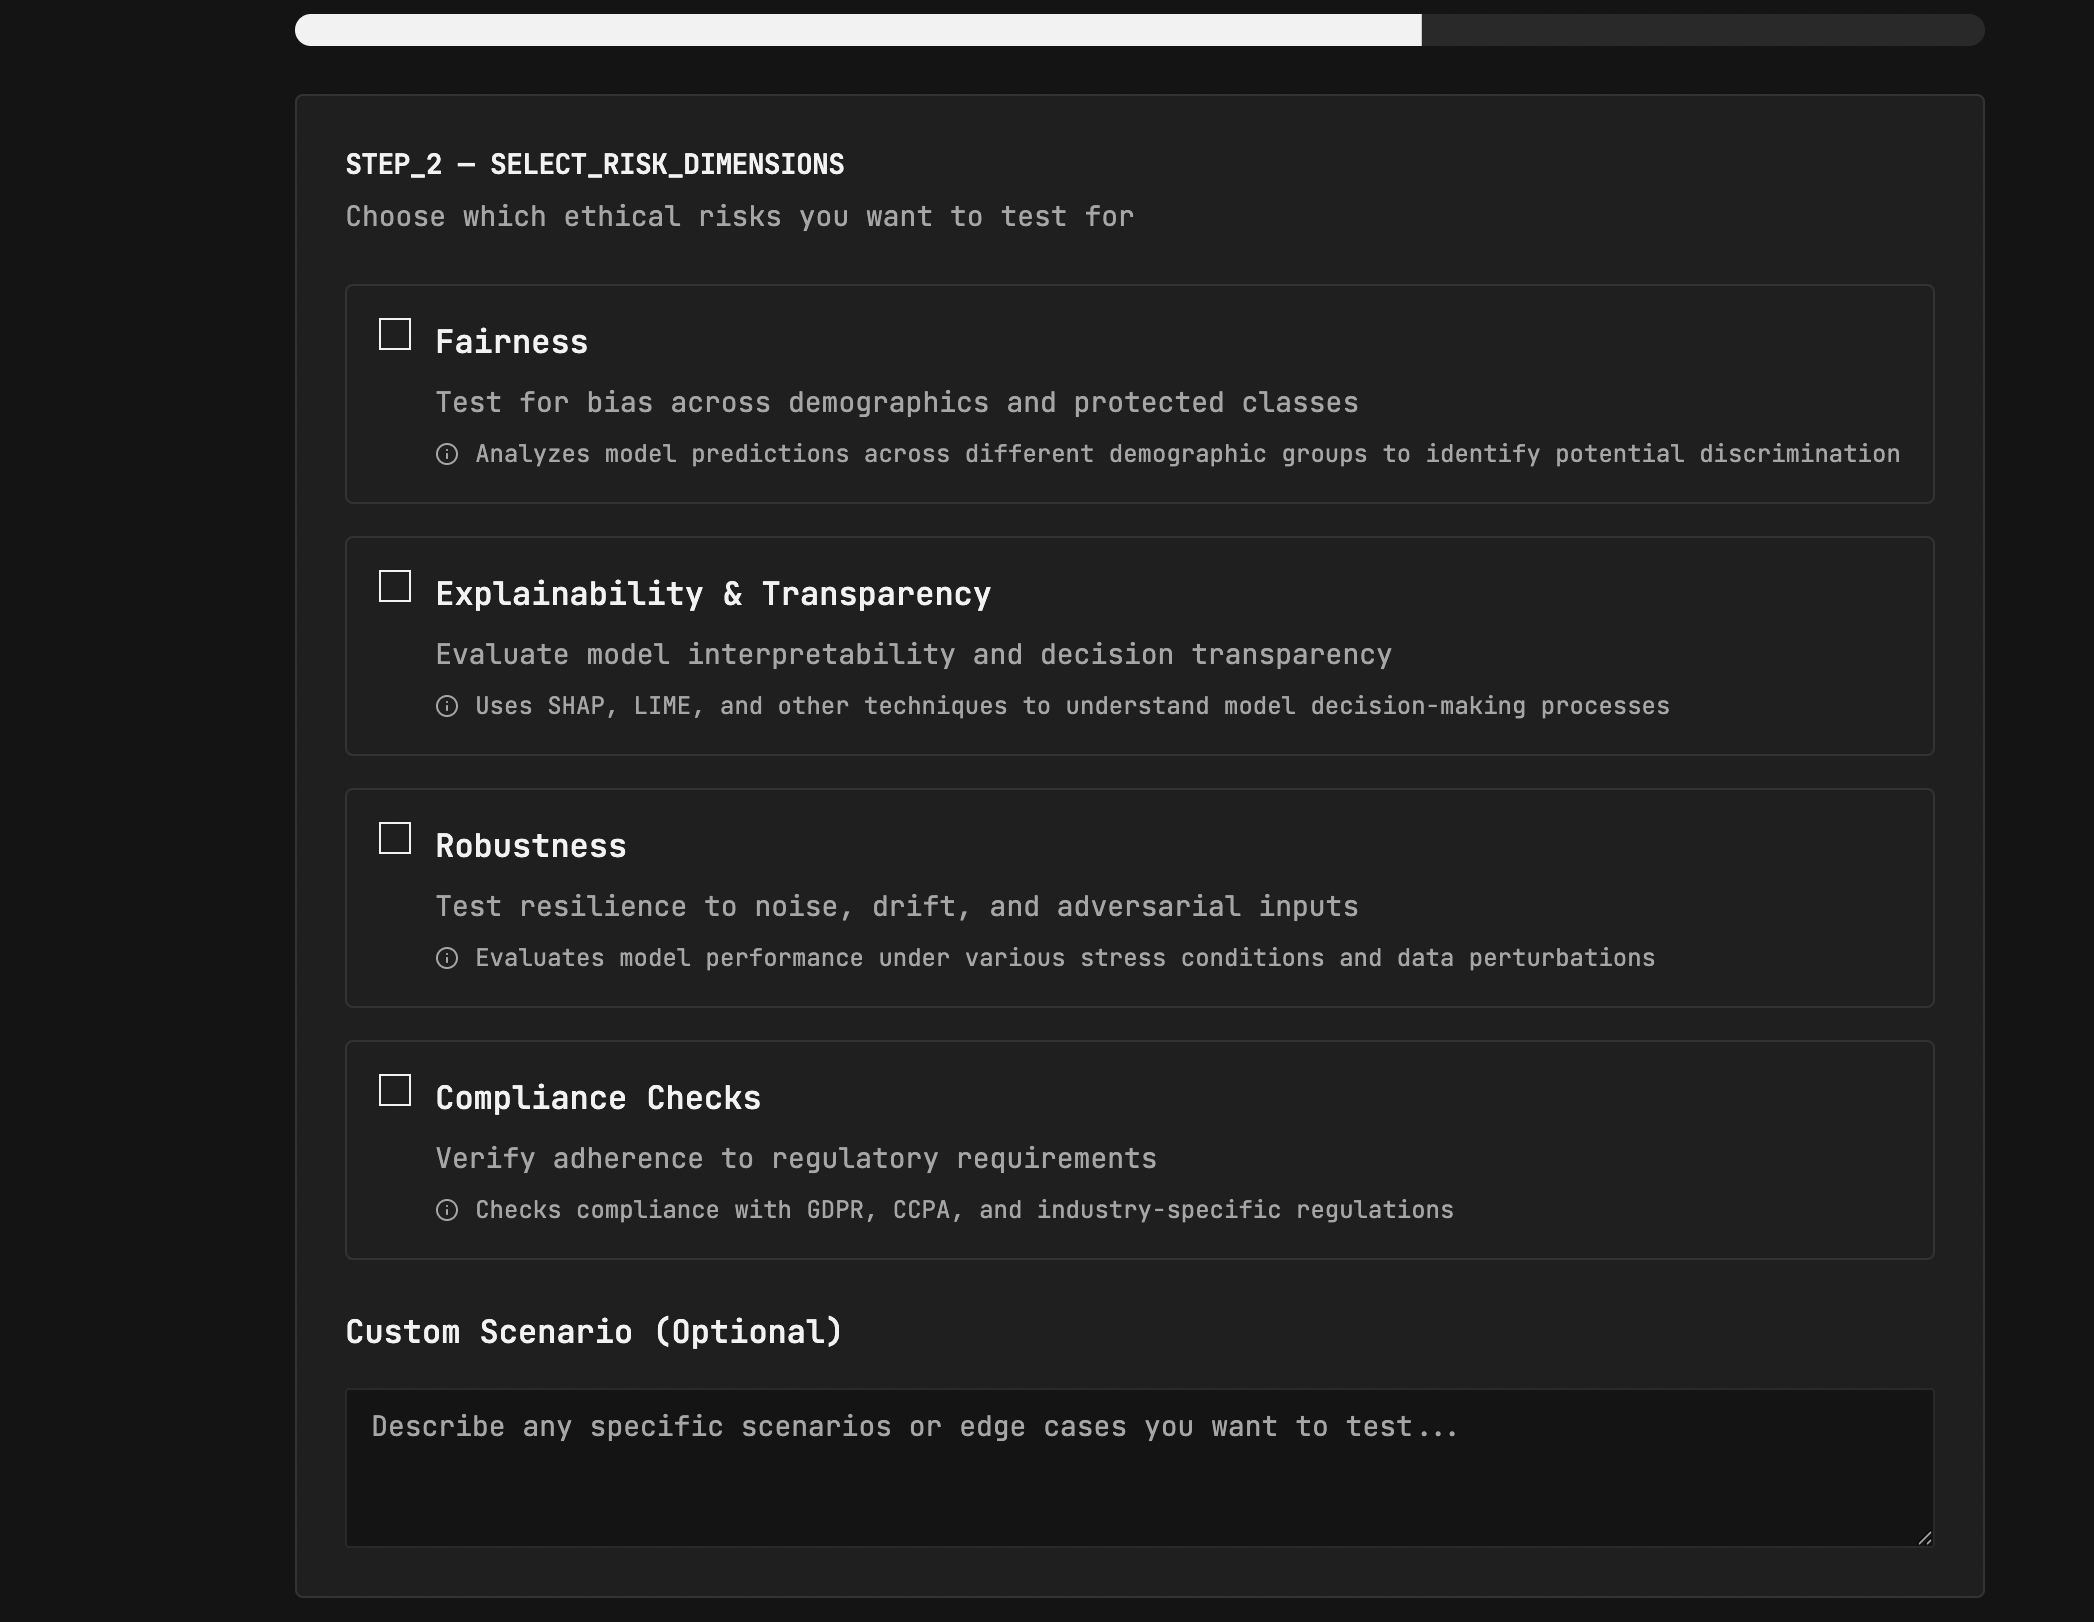 STEP_2 — SELECT_RISK_DIMENSIONS
Choose which ethical risks you want to test for
Fairness
Test for bias across demographics and protected classes
Analyzes model predictions across different demographic groups to identify potential discrimination
Explainability & Transparency
Evaluate model interpretability and decision transparency
Uses SHAP, LIME, and other techniques to understand model decision-making processes
Robustness
Test resilience to noise, drift, and adversarial inputs
Evaluates model performance under various stress conditions and data perturbations
Compliance Checks
Verify adherence to regulatory requirements
Checks compliance with GDPR, CCPA, and industry-specific regulations
Custom Scenario (Optional)
Describe any specific scenarios or edge cases you want to test...